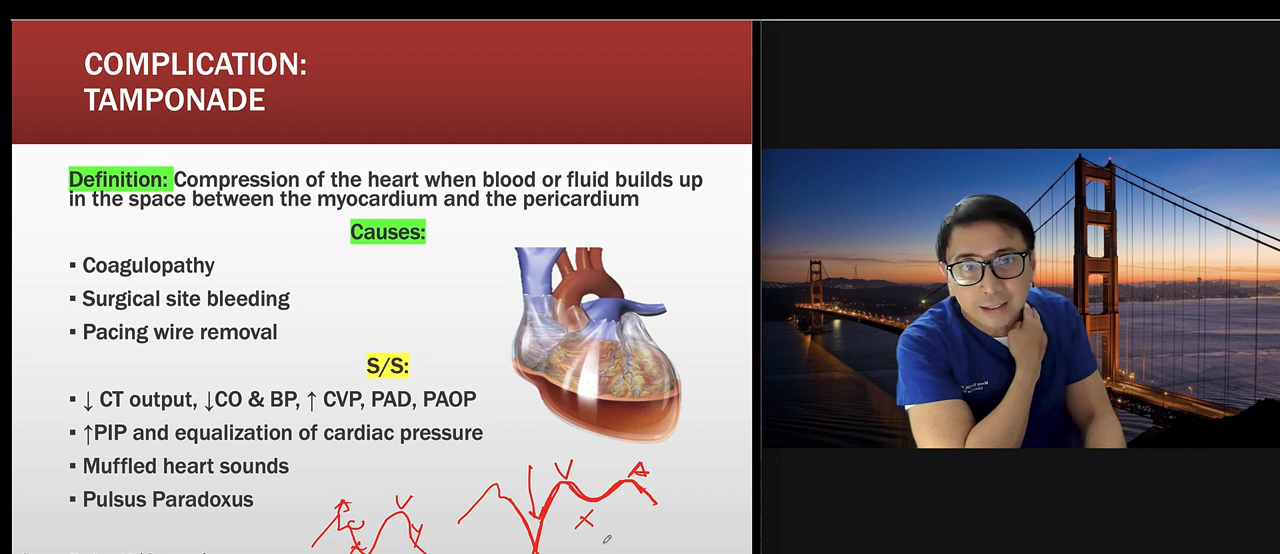 COMPLICATION:
TAMPONADE
Definition: Compression of the heart when blood or fluid builds up
in the space between the myocardium and the pericardium
Causes:
▪ Coagulopathy
▪ Surgical site bleeding
▪ Pacing wire removal
S/S:
▪ ↓ CT output, ↓CO & BP, ↑ CVP, PAD, PAOP
▪ ↑PIP and equalization of cardiac pressure
▪ Muffled heart sounds
▪ Pulsus Paradoxus
A C V Y
V A
X